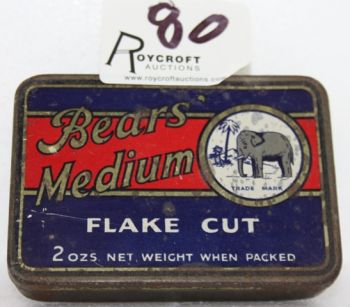 80
ROYCROFT
AUCTIONS
www.roycroftauctions.com
Bears'
Medium
TRADE MARK
FLAKE CUT
2 OZS. NET. WEIGHT WHEN PACKED